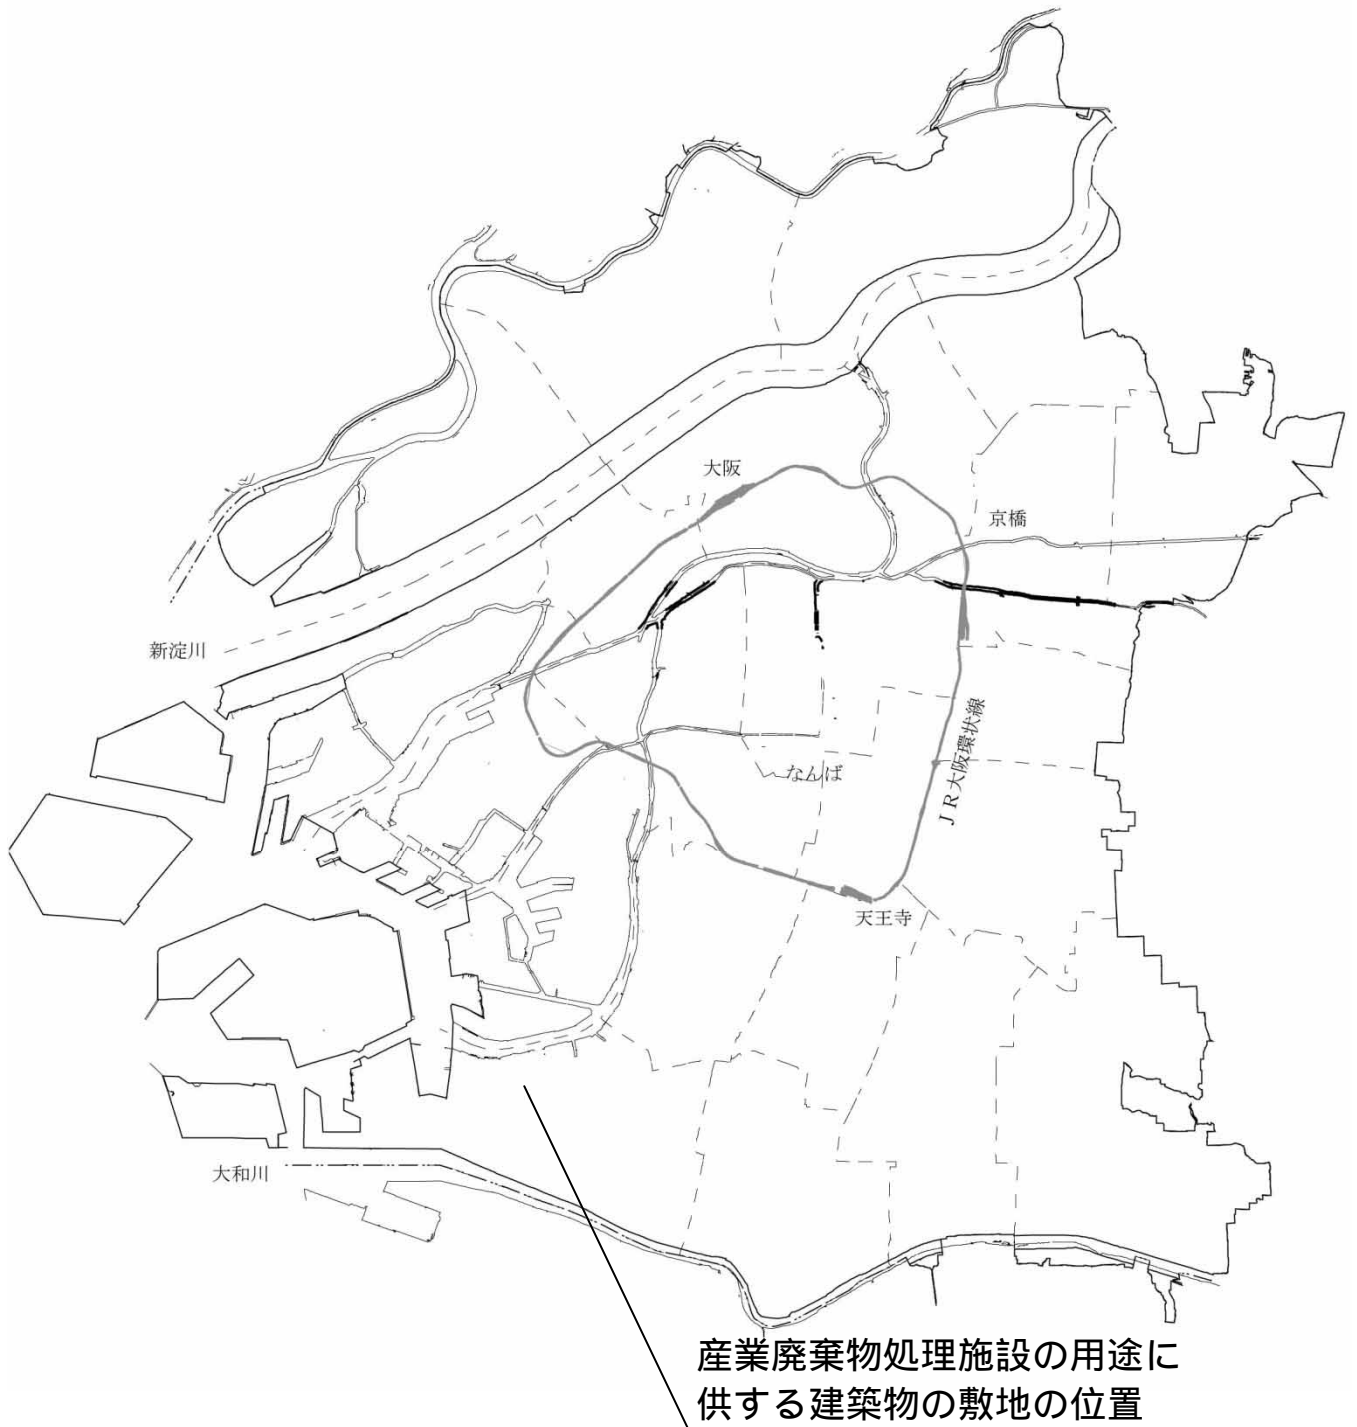 大阪
京橋
新淀川
JR大阪環状線
なんば
天王寺
大和川
産業廃棄物処理施設の用途に
供する建築物の敷地の位置